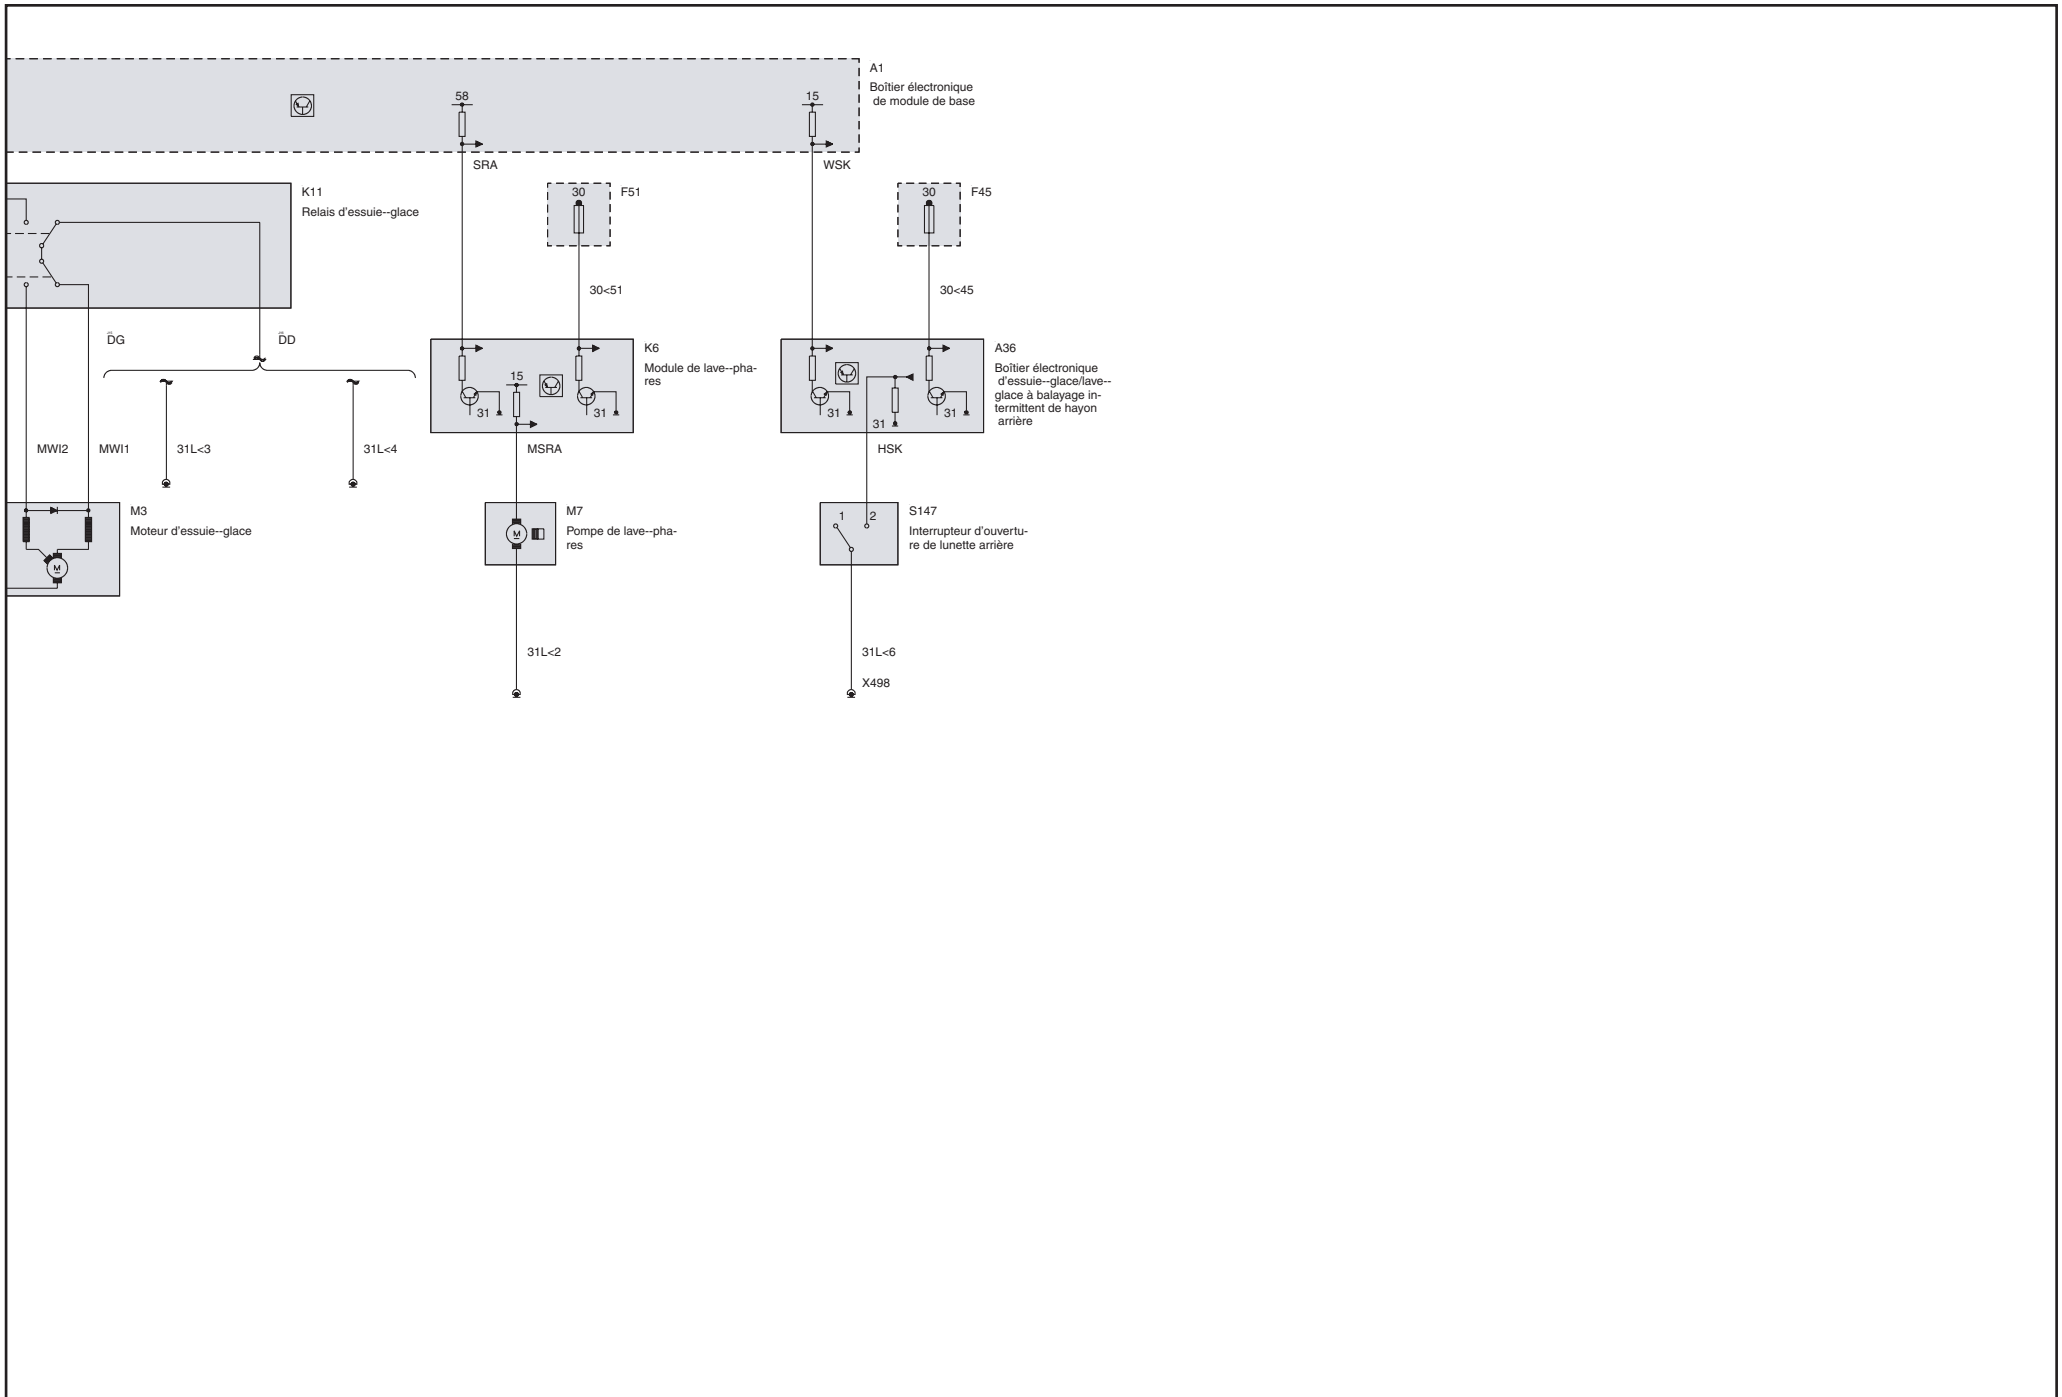 A1
Boîtier électronique
de module de base
58
15
SRA
WSK
K11
Relais d'essuie--glace
30
F51
30
F45
30<51
30<45
DG
DD
K6
Module de lave--pha-
res
15
31
31
A36
Boîtier électronique
d'essuie--glace/lave--
glace à balayage in-
termittent de hayon
arrière
31
31
31
MWI2
MWI1
31L<3
31L<4
MSRA
HSK
M3
Moteur d'essuie--glace
M
M7
Pompe de lave--pha-
res
M
S147
Interrupteur d'ouvertu-
re de lunette arrière
1
2
31L<2
31L<6
X498